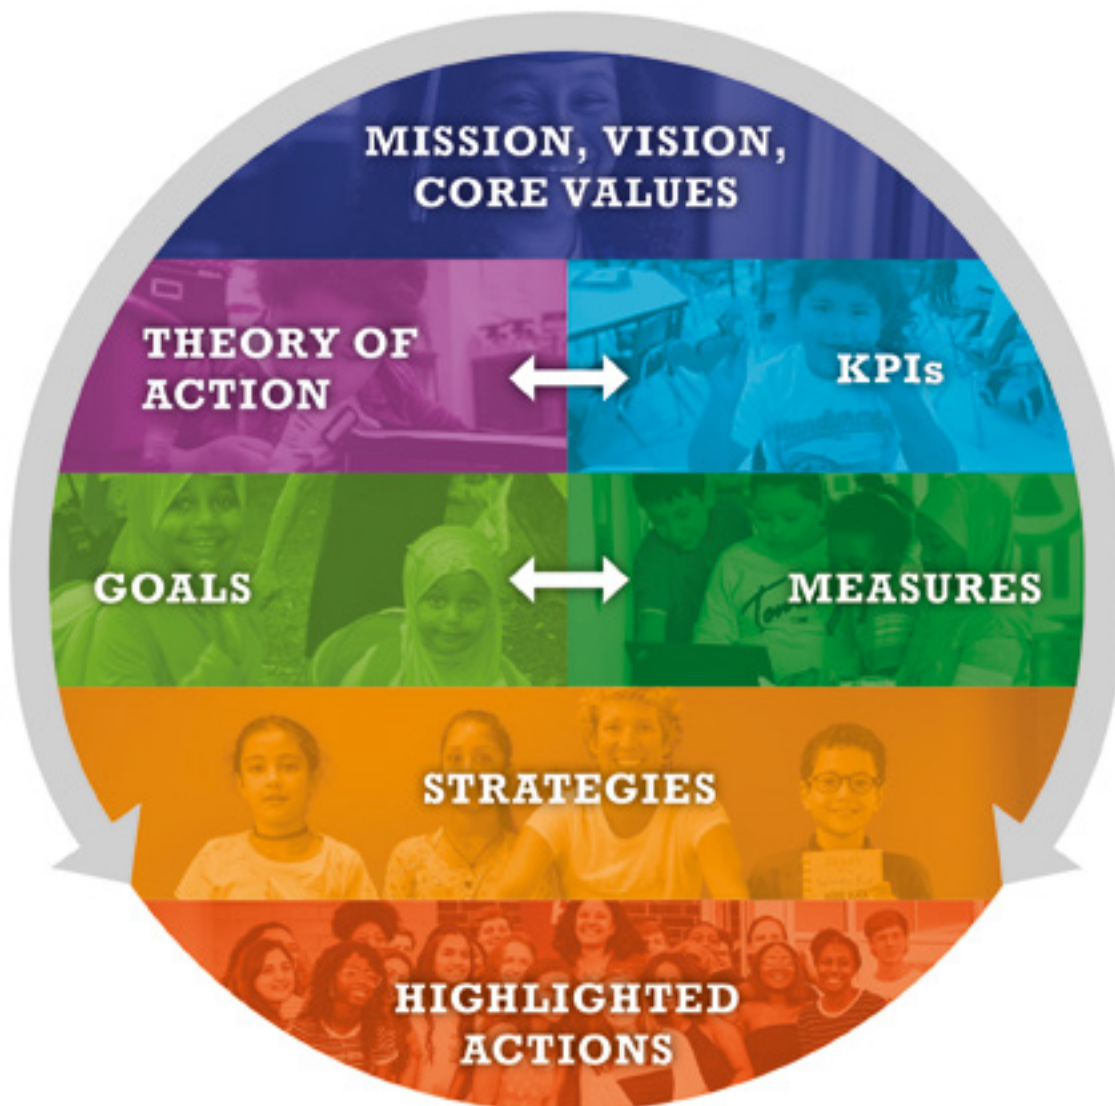 MISSION, VISION,
CORE VALUES
THEORY OF
ACTION
KPIs
GOALS
MEASURES
STRATEGIES
HIGHLIGHTED
ACTIONS